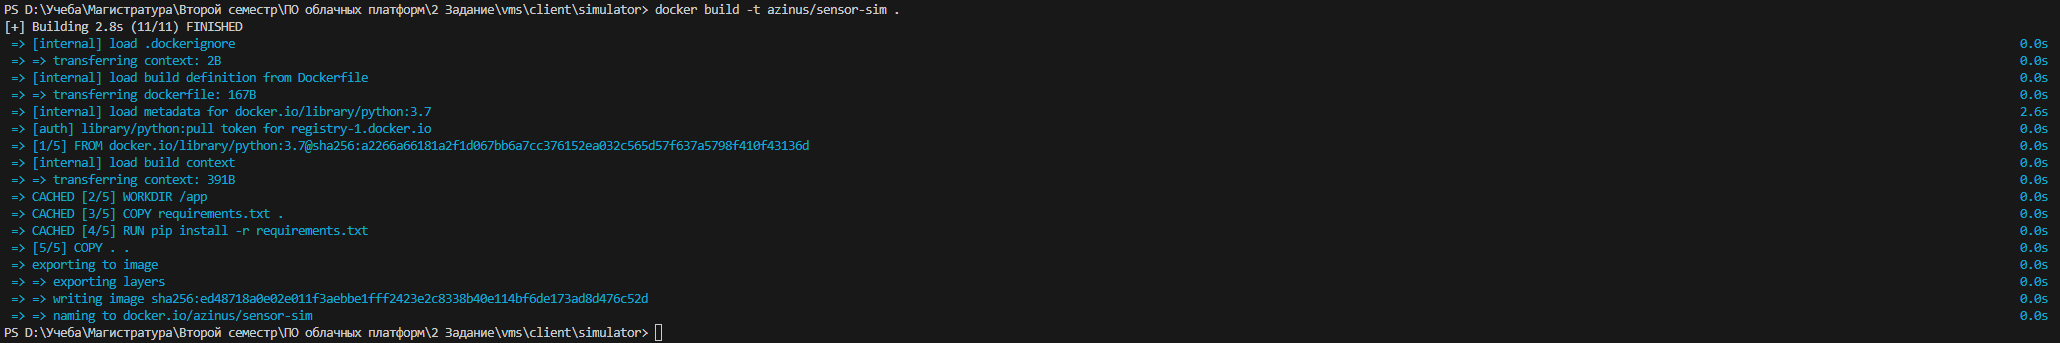 PS D:\Учеба\Магистратура\Второй семестр\ПО облачных платформ\2 Задание\vms\client\simulator> docker build -t azinus/sensor-sim .
[+] Building 2.8s (11/11) FINISHED
=> [internal] load .dockerignore 0.0s
=> => transferring context: 2B 0.0s
=> [internal] load build definition from Dockerfile 0.0s
=> => transferring dockerfile: 167B 0.0s
=> [internal] load metadata for docker.io/library/python:3.7 2.6s
=> [auth] library/python:pull token for registry-1.docker.io 0.0s
=> [1/5] FROM docker.io/library/python:3.7@sha256:a2266a66181a2f1d067bb6a7cc376152ea032c565d57f637a5798f410f43136d 0.0s
=> [internal] load build context 0.0s
=> => transferring context: 391B 0.0s
=> CACHED [2/5] WORKDIR /app 0.0s
=> CACHED [3/5] COPY requirements.txt . 0.0s
=> CACHED [4/5] RUN pip install -r requirements.txt 0.0s
=> [5/5] COPY . . 0.0s
=> exporting to image 0.0s
=> => exporting layers 0.0s
=> => writing image sha256:ed48718a0e02e011f3aebbe1fff2423e2c8338b40e114bf6de173ad8d476c52d 0.0s
=> => naming to docker.io/azinus/sensor-sim 0.0s
PS D:\Учеба\Магистратура\Второй семестр\ПО облачных платформ\2 Задание\vms\client\simulator>